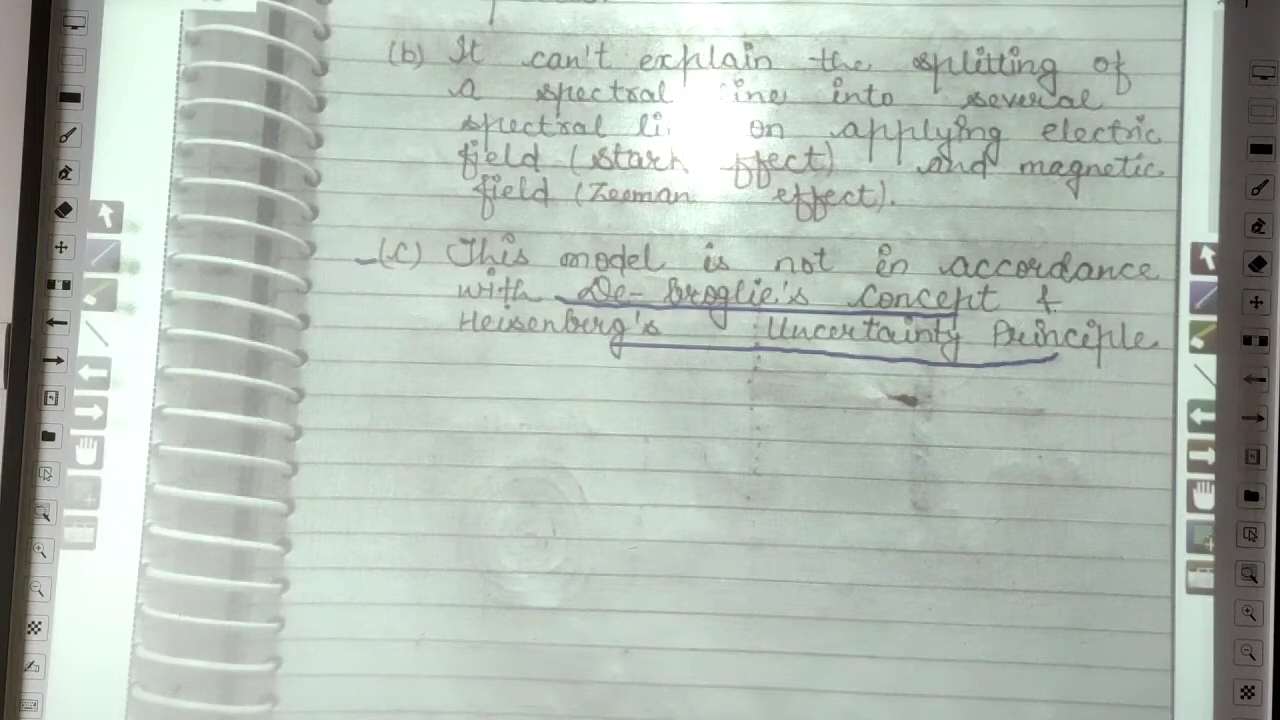 (b) It can't explain the splitting of
a spectral ine into several
spectral li on applying electric
field (stark effect) and magnetic
field (Zeeman effect).
(c) This model is not in accordance
with De-broglie's concept &
Heisenberg's Uncertainty Principle